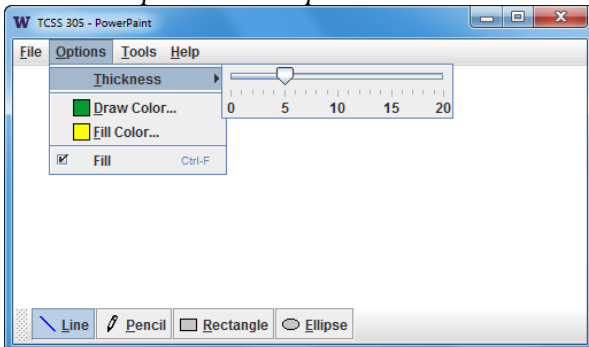 W TCSS 305 - PowerPaint
File Options Tools Help
Thickness
0 5 10 15 20
Draw Color...
Fill Color...
Fill Ctrl-F
Line Pencil Rectangle Ellipse